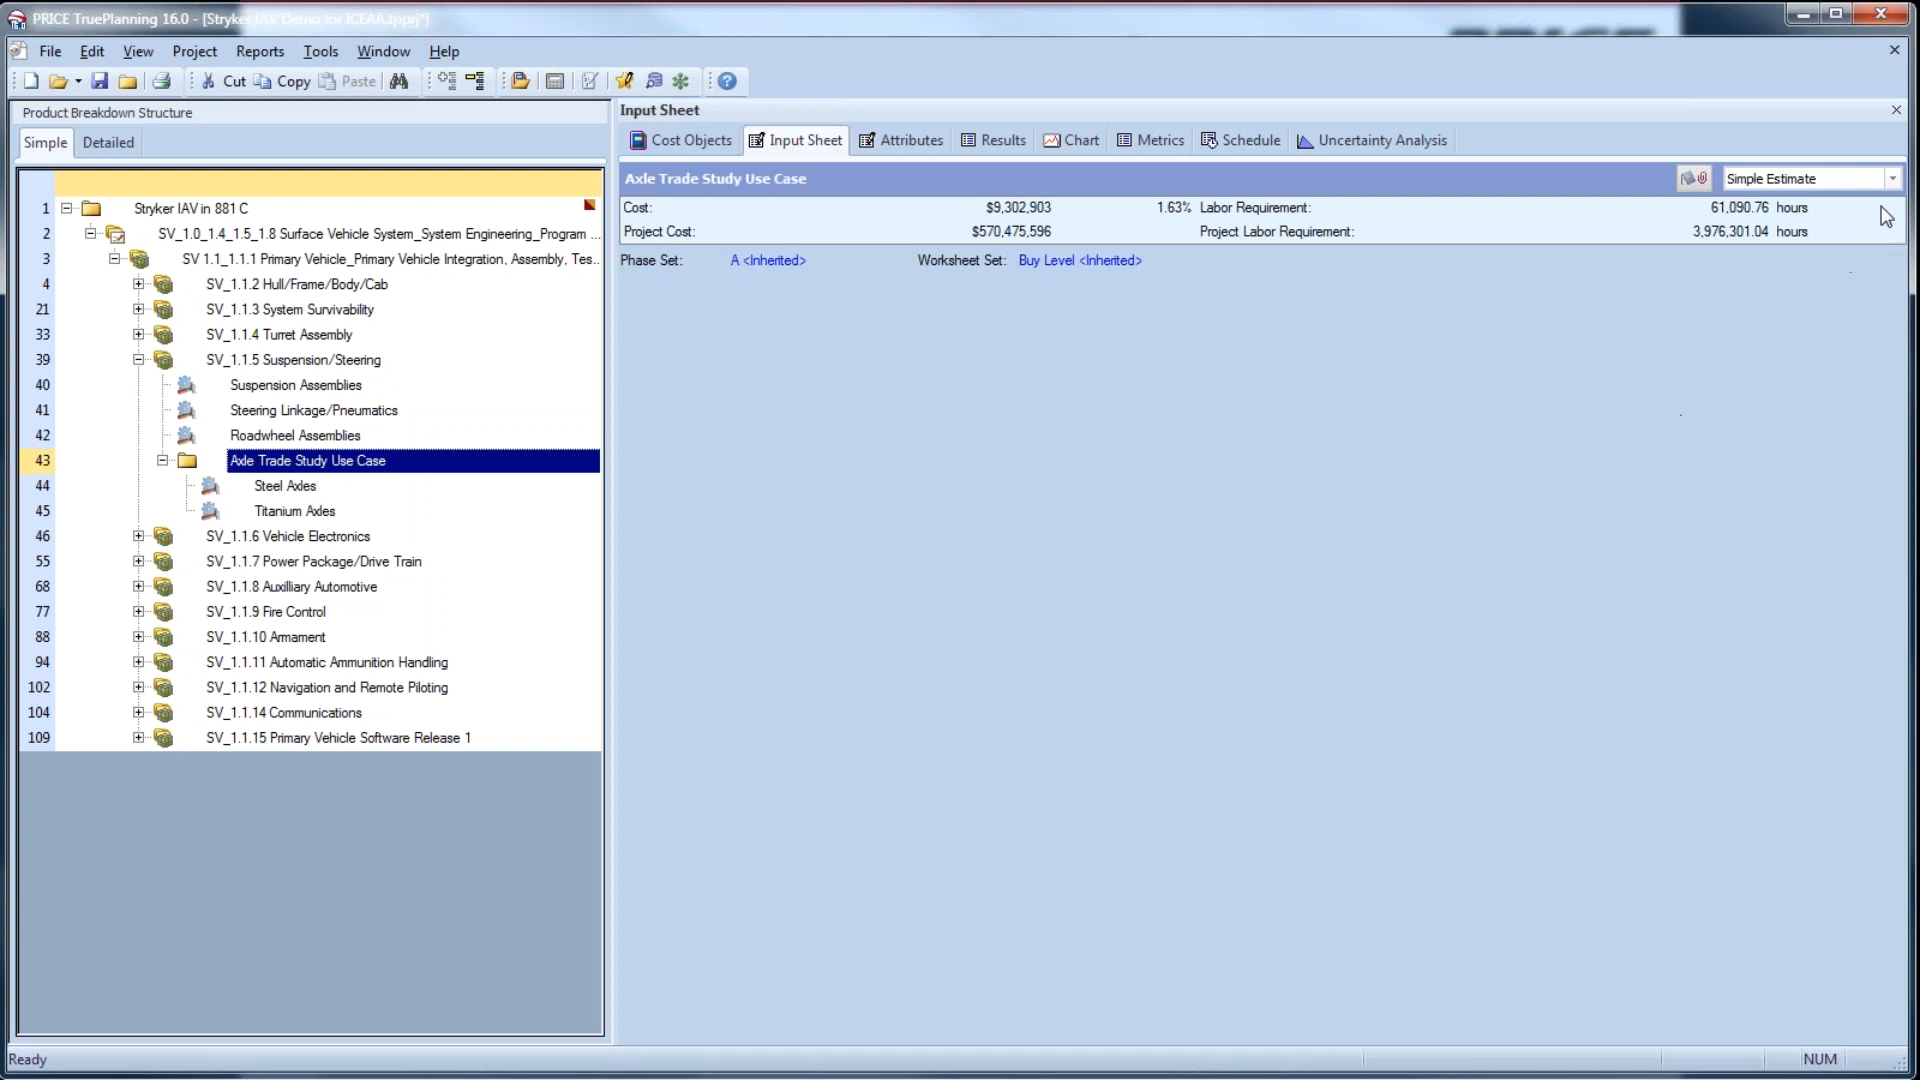 PRICE TruePlanning 16.0 - [Stryker IAV Demo for ICEAA.tpprj*]
File Edit View Project Reports Tools Window Help
Cut Copy Paste
Product Breakdown Structure
Simple Detailed
1 Stryker IAV in 881 C
2 SV_1.0_1.4_1.5_1.8 Surface Vehicle System_System Engineering_Program ...
3 SV 1.1_1.1.1 Primary Vehicle_Primary Vehicle Integration, Assembly, Tes...
4 SV_1.1.2 Hull/Frame/Body/Cab
21 SV_1.1.3 System Survivability
33 SV_1.1.4 Turret Assembly
39 SV_1.1.5 Suspension/Steering
40 Suspension Assemblies
41 Steering Linkage/Pneumatics
42 Roadwheel Assemblies
43 Axle Trade Study Use Case
44 Steel Axles
45 Titanium Axles
46 SV_1.1.6 Vehicle Electronics
55 SV_1.1.7 Power Package/Drive Train
68 SV_1.1.8 Auxilliary Automotive
77 SV_1.1.9 Fire Control
88 SV_1.1.10 Armament
94 SV_1.1.11 Automatic Ammunition Handling
102 SV_1.1.12 Navigation and Remote Piloting
104 SV_1.1.14 Communications
109 SV_1.1.15 Primary Vehicle Software Release 1
Input Sheet
Cost Objects Input Sheet Attributes Results Chart Metrics Schedule Uncertainty Analysis
Axle Trade Study Use Case Simple Estimate
Cost: $9,302,903 1.63% Labor Requirement: 61,090.76 hours
Project Cost: $570,475,596 Project Labor Requirement: 3,976,301.04 hours
Phase Set: A <Inherited> Worksheet Set: Buy Level <Inherited>
Ready NUM